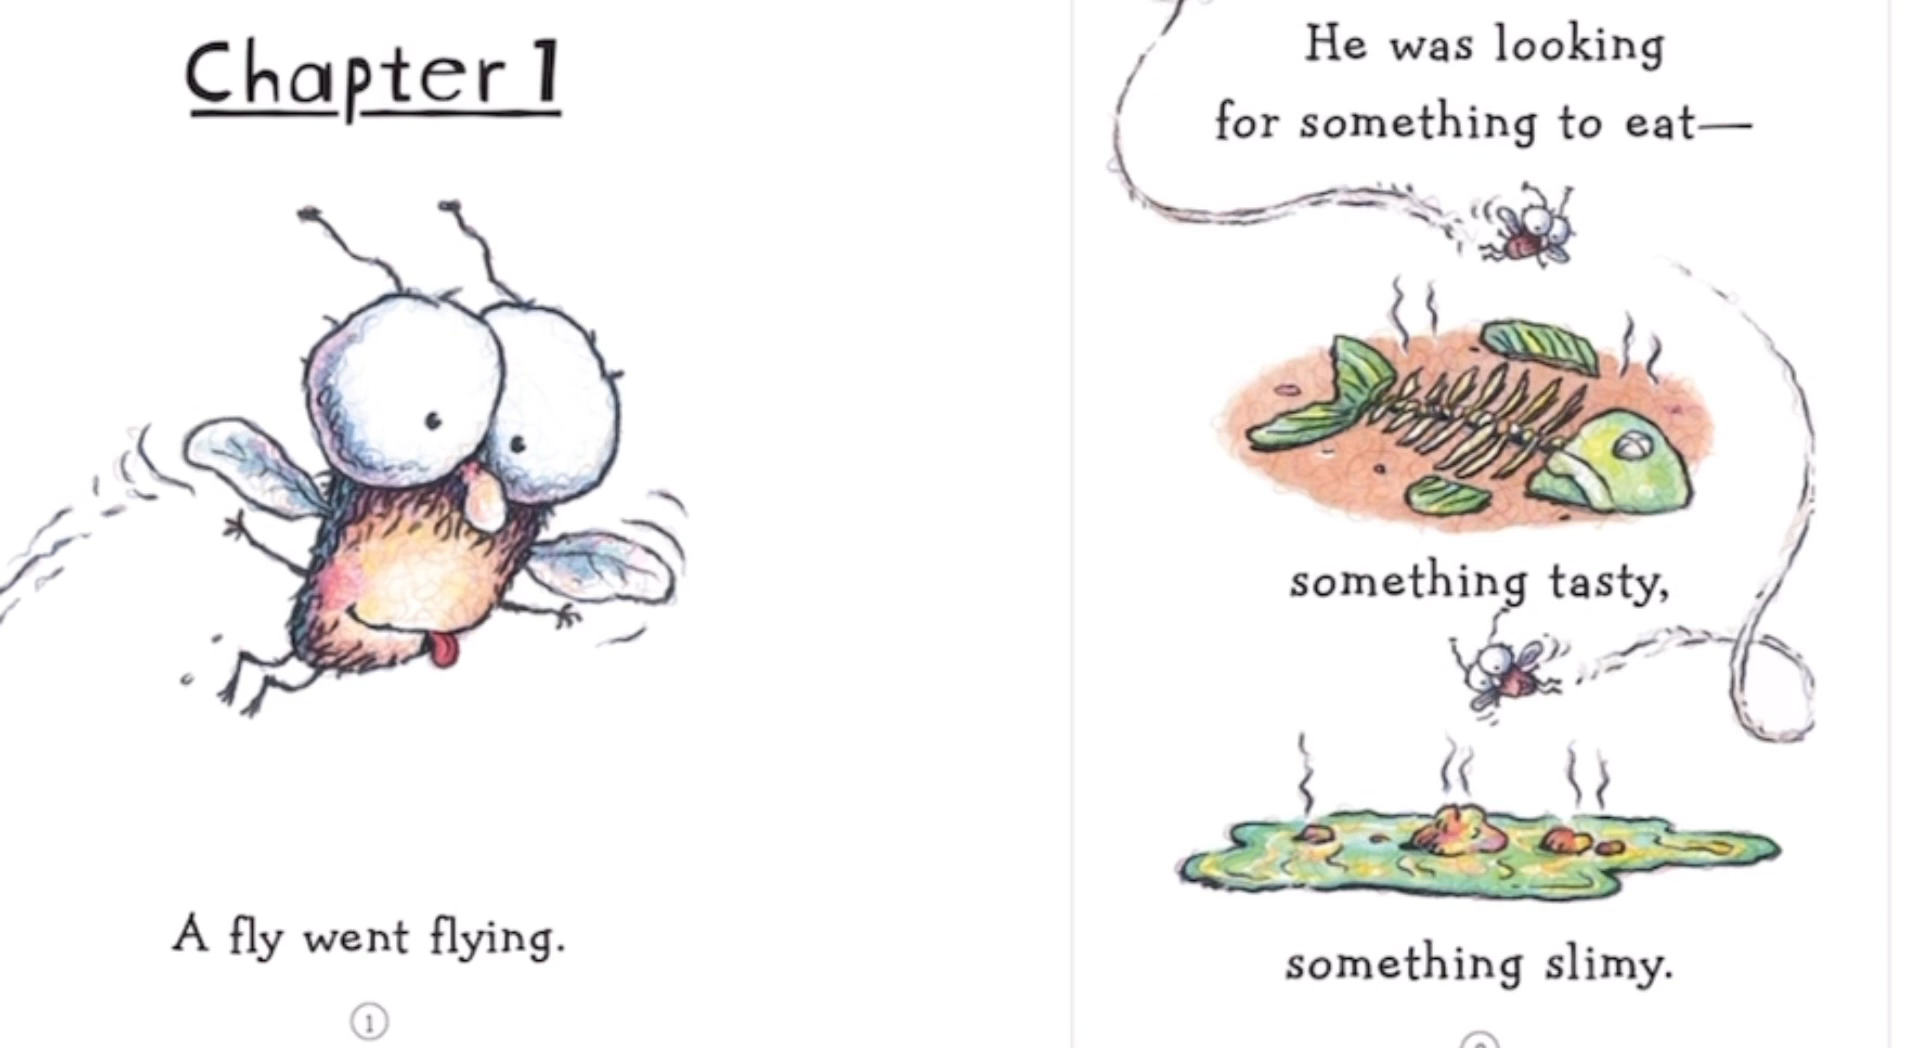 Chapter 1
A fly went flying.
1
He was looking
for something to eat—
something tasty,
something slimy.